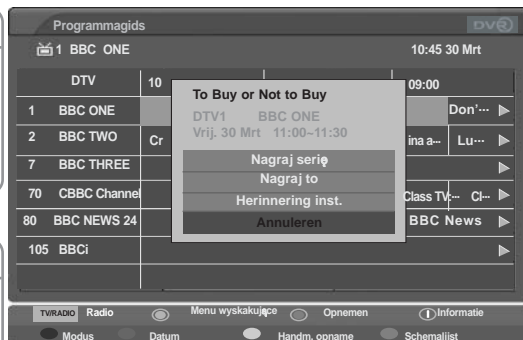 Programmagids DVR
1 BBC ONE 10:45 30 Mrt
DTV 10 09:00
1 BBC ONE Don'···
2 BBC TWO Cr ina a··· Lu···
7 BBC THREE
70 CBBC Channel Class TV:··· Cl···
80 BBC NEWS 24 BBC News
105 BBCi
To Buy or Not to Buy
DTV1 BBC ONE
Vrij. 30 Mrt 11:00~11:30
Nagraj serię
Nagraj to
Herinnering inst.
Annuleren
TV/RADIO Radio Menu wyskakujące Opnemen Informatie
Modus Datum Handm. opname Schemalijst